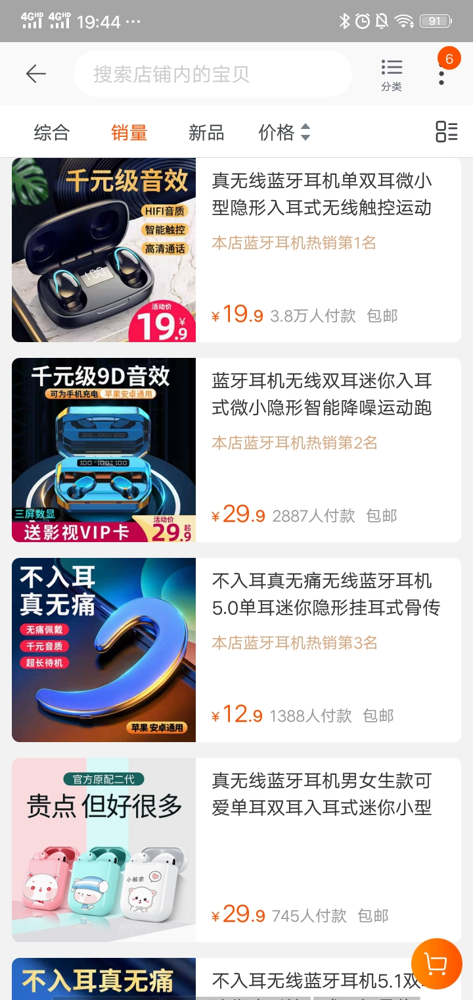 4GHD 4GHD 19:44 ··· 91
搜索店铺内的宝贝
分类
6
综合 销量 新品 价格
千元级音效
HIFI音质
智能触控
高清通话
100
活动价
19.9¥
真无线蓝牙耳机单双耳微小
型隐形入耳式无线触控运动
本店蓝牙耳机热销第1名
¥19.9 3.8万人付款 包邮
千元级9D音效
可为手机充电 苹果安卓通用
100 100 100
三屏数显
送影视VIP卡
活动价
29.9起
蓝牙耳机无线双耳迷你入耳
式微小隐形智能降噪运动跑
本店蓝牙耳机热销第2名
¥29.9 2887人付款 包邮
不入耳
真无痛
无痛佩戴
千元音质
超长待机
苹果 安卓通用
不入耳真无痛无线蓝牙耳机
5.0单耳迷你隐形挂耳式骨传
本店蓝牙耳机热销第3名
¥12.9 1388人付款 包邮
官方原配二代
贵点 但好很多
小祖宗
真无线蓝牙耳机男女生款可
爱单耳双耳入耳式迷你小型
¥29.9 745人付款 包邮
不入耳真无痛
不入耳无线蓝牙耳机5.1双